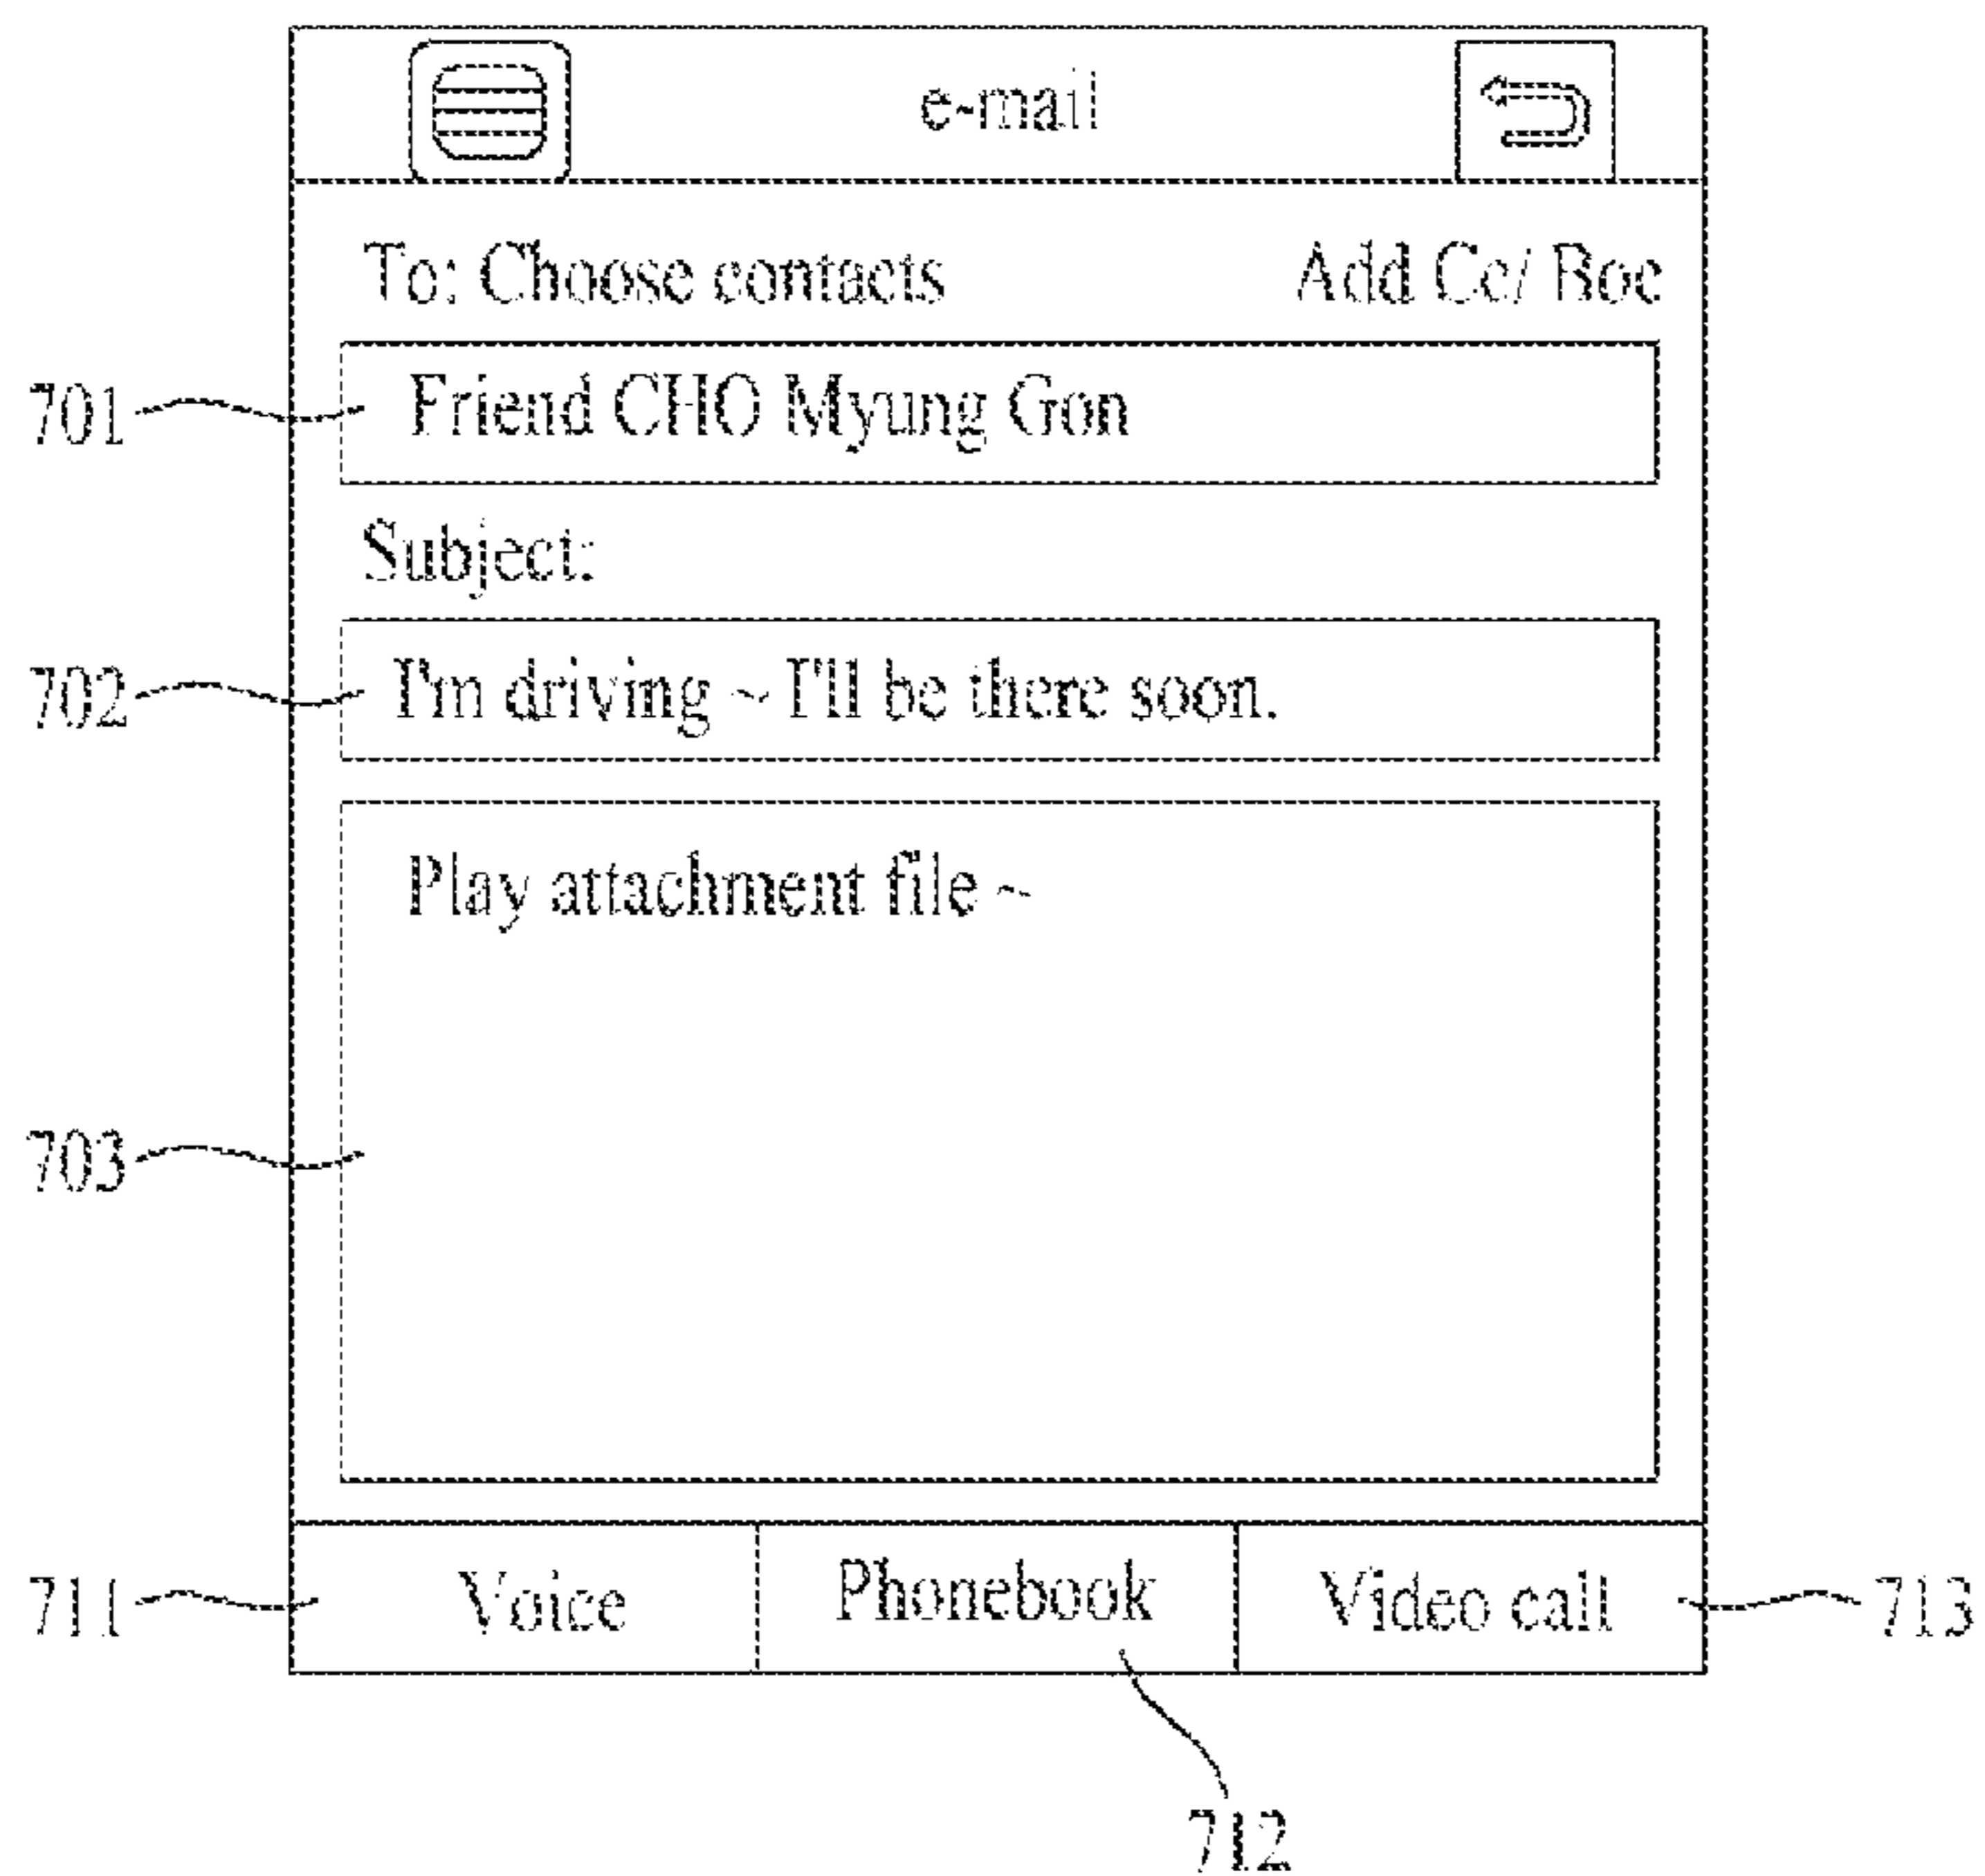 e-mail
To: Choose contacts Add Cc/ Bcc
701 Friend CHO Myung Gon
Subject:
702 I'm driving ~ I'll be there soon.
Play attachment file ~
703
711 Voice Phonebook Video call 713
712